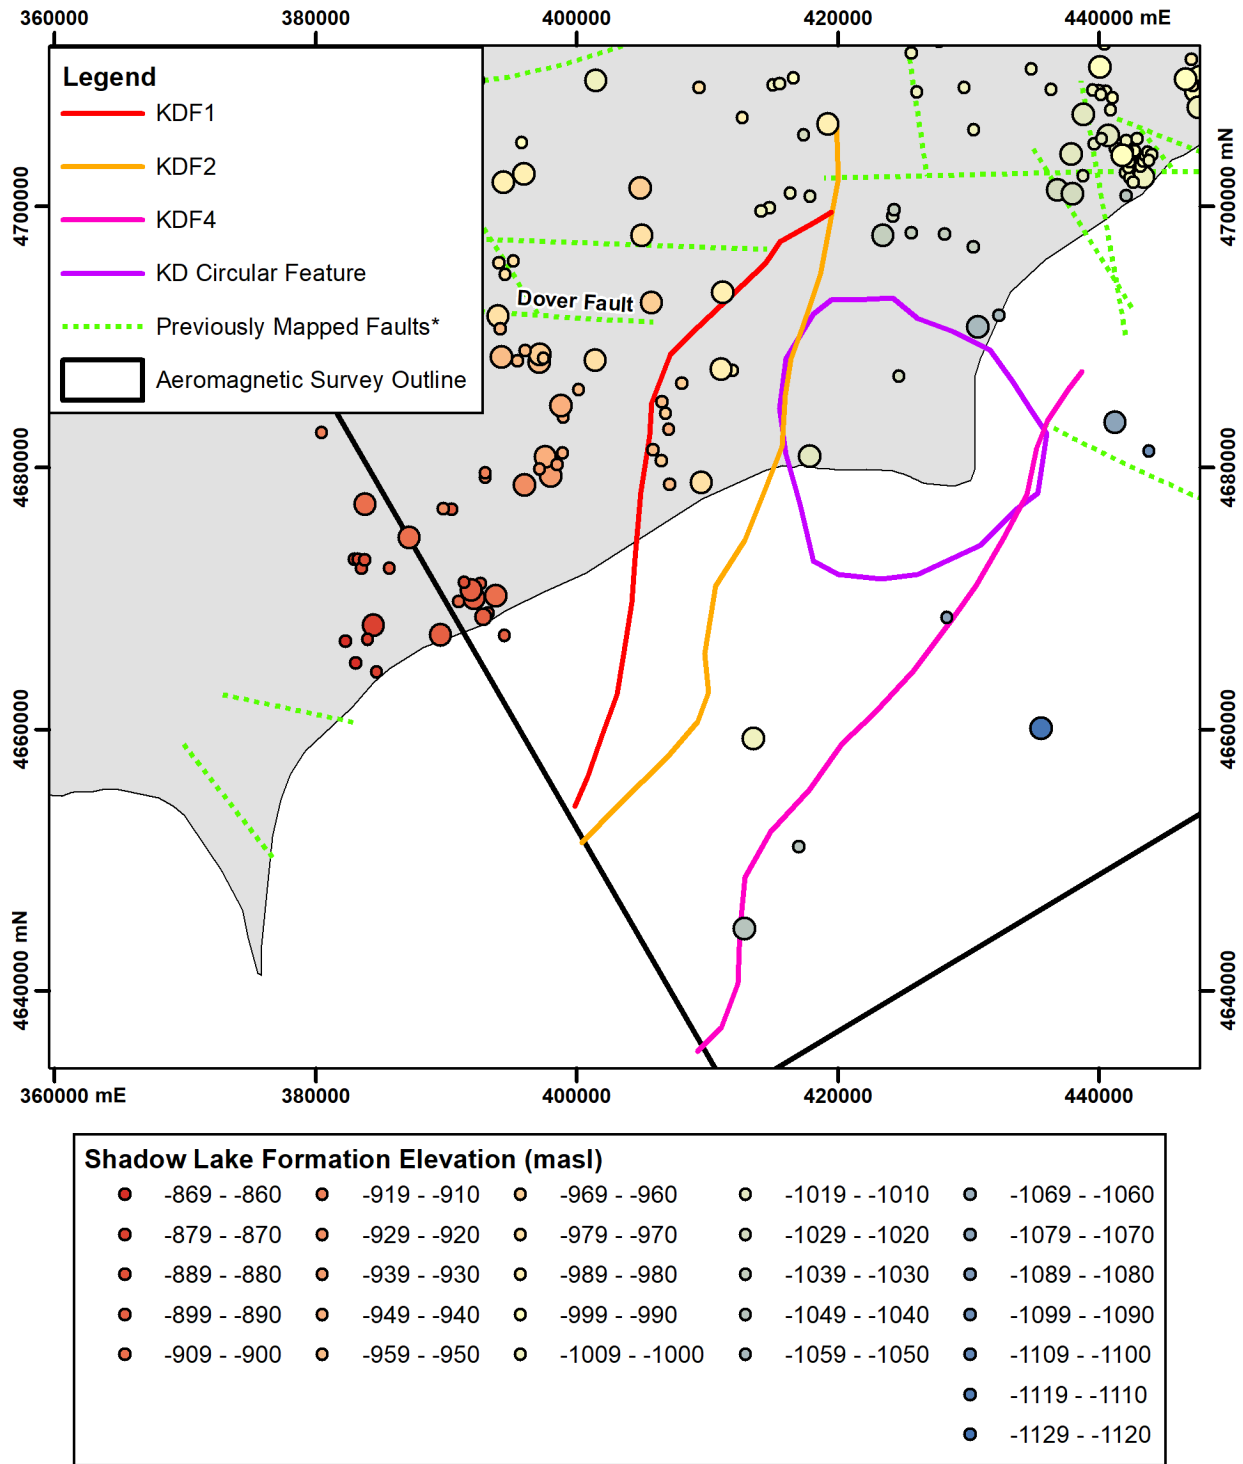 360000 380000 400000 420000 440000 mE
Legend
KDF1
KDF2
KDF4
KD Circular Feature
Previously Mapped Faults*
Aeromagnetic Survey Outline
Dover Fault
4700000
4680000
4660000
4640000 mN
4700000 mN
4680000
4660000
4640000
360000 mE 380000 400000 420000 440000
Shadow Lake Formation Elevation (masl)
-869 - -860 -919 - -910 -969 - -960 -1019 - -1010 -1069 - -1060
-879 - -870 -929 - -920 -979 - -970 -1029 - -1020 -1079 - -1070
-889 - -880 -939 - -930 -989 - -980 -1039 - -1030 -1089 - -1080
-899 - -890 -949 - -940 -999 - -990 -1049 - -1040 -1099 - -1090
-909 - -900 -959 - -950 -1009 - -1000 -1059 - -1050 -1109 - -1100
-1119 - -1110
-1129 - -1120